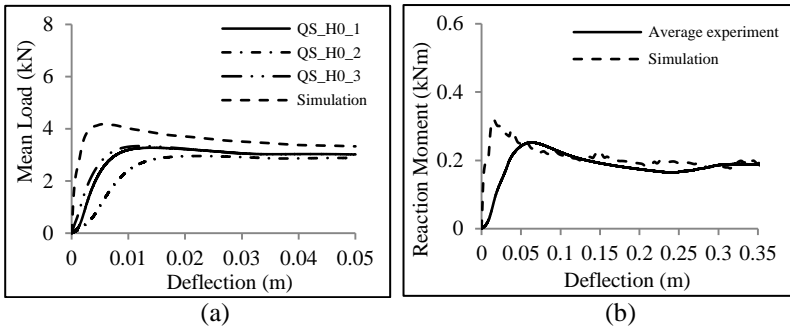 8
6
4
2
0
Mean Load (kN)
QS_H0_1
QS_H0_2
QS_H0_3
Simulation
0 0.01 0.02 0.03 0.04 0.05
Deflection (m)
(a)
0.6
0.4
0.2
0
Reaction Moment (kNm)
Average experiment
Simulation
0 0.05 0.1 0.15 0.2 0.25 0.3 0.35
Deflection (m)
(b)